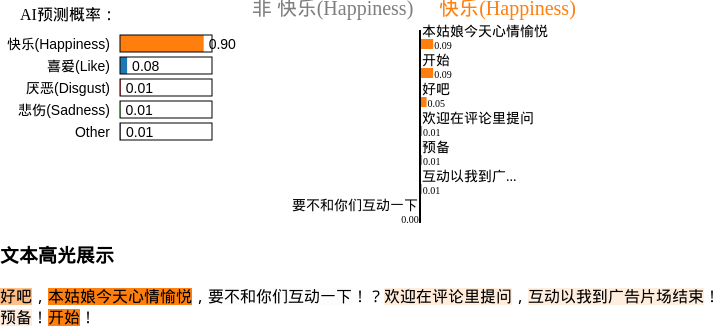 AI预测概率：
快乐(Happiness) 0.90
喜爱(Like) 0.08
厌恶(Disgust) 0.01
悲伤(Sadness) 0.01
Other 0.01
非 快乐(Happiness) 快乐(Happiness)
本姑娘今天心情愉悦
0.09
开始
0.09
好吧
0.05
欢迎在评论里提问
0.01
预备
0.01
互动以我到广...
0.01
要不和你们互动一下
0.00
文本高光展示
好吧，本姑娘今天心情愉悦，要不和你们互动一下！？欢迎在评论里提问，互动以我到广告片场结束！
预备！开始！